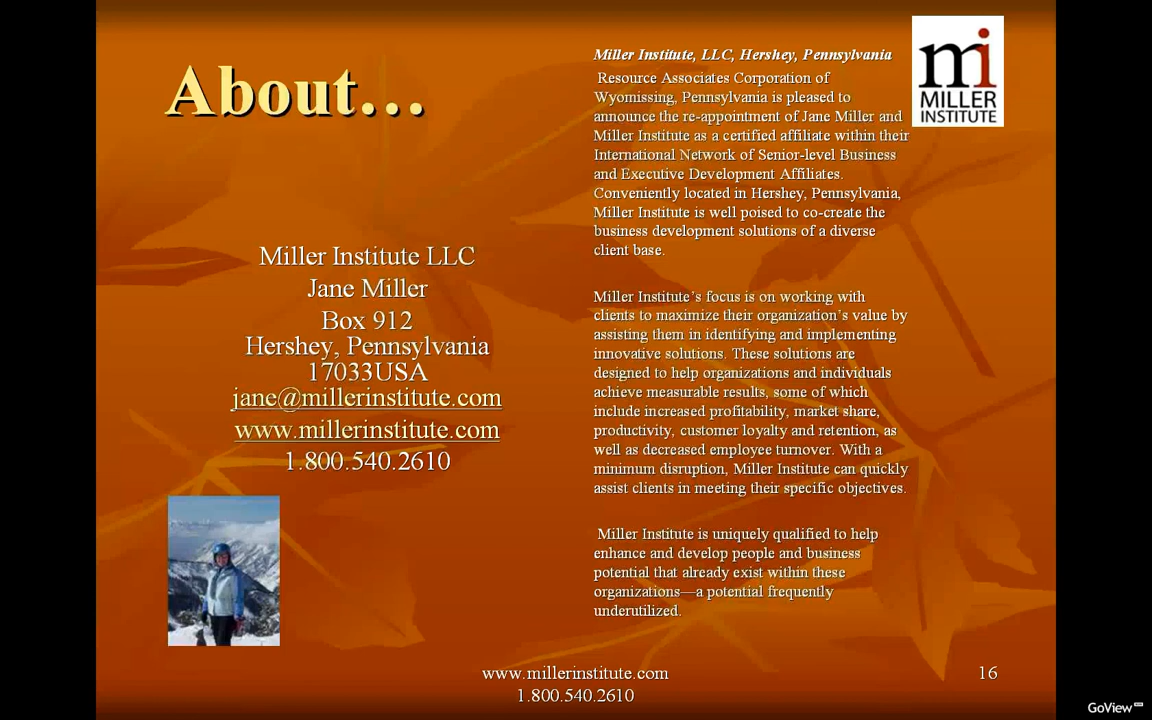 About…
Miller Institute LLC
Jane Miller
Box 912
Hershey, Pennsylvania
17033USA
jane@millerinstitute.com
www.millerinstitute.com
1.800.540.2610
Miller Institute, LLC, Hershey, Pennsylvania
Resource Associates Corporation of
Wyomissing, Pennsylvania is pleased to
announce the re-appointment of Jane Miller and
Miller Institute as a certified affiliate within their
International Network of Senior-level Business
and Executive Development Affiliates.
Conveniently located in Hershey, Pennsylvania,
Miller Institute is well poised to co-create the
business development solutions of a diverse
client base.
Miller Institute’s focus is on working with
clients to maximize their organization’s value by
assisting them in identifying and implementing
innovative solutions. These solutions are
designed to help organizations and individuals
achieve measurable results, some of which
include increased profitability, market share,
productivity, customer loyalty and retention, as
well as decreased employee turnover. With a
minimum disruption, Miller Institute can quickly
assist clients in meeting their specific objectives.
Miller Institute is uniquely qualified to help
enhance and develop people and business
potential that already exist within these
organizations—a potential frequently
underutilized.
mi
MILLER
INSTITUTE
www.millerinstitute.com
1.800.540.2610
16
GoView